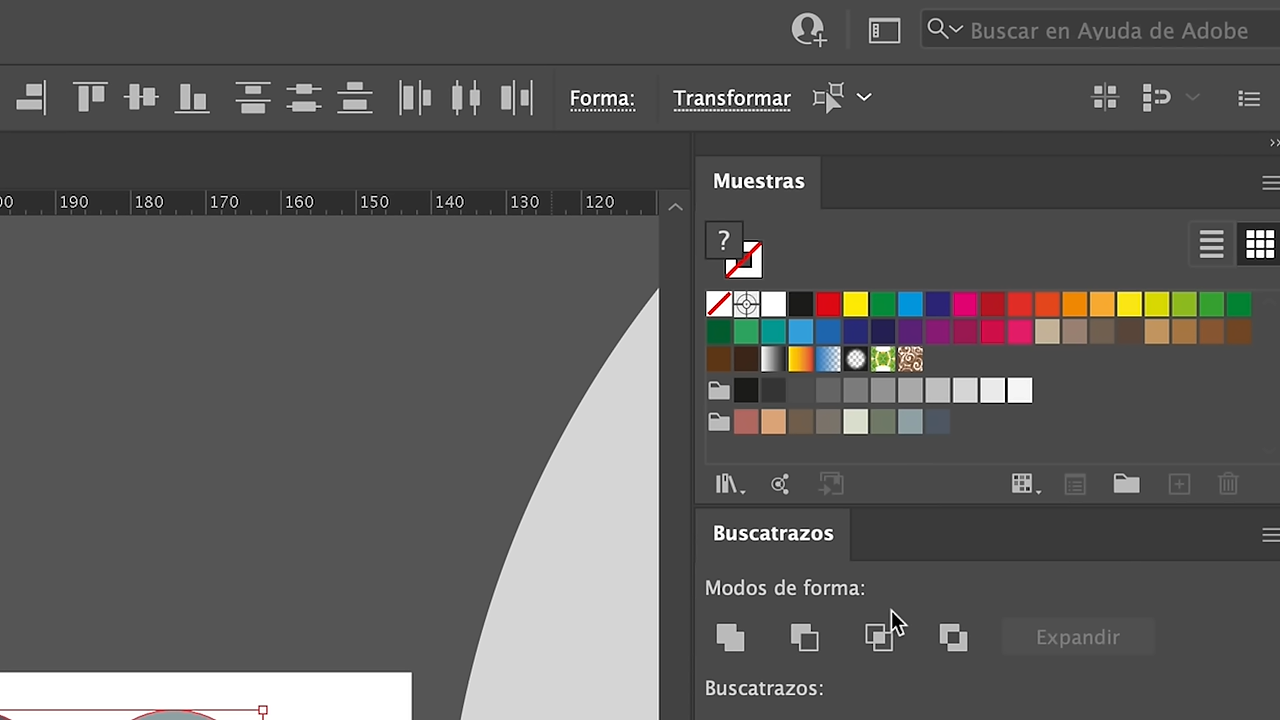 Buscar en Ayuda de Adobe
Forma:
Transformar
Muestras
190 180 170 160 150 140 130 120
?
Buscatrazos
Modos de forma:
Expandir
Buscatrazos: